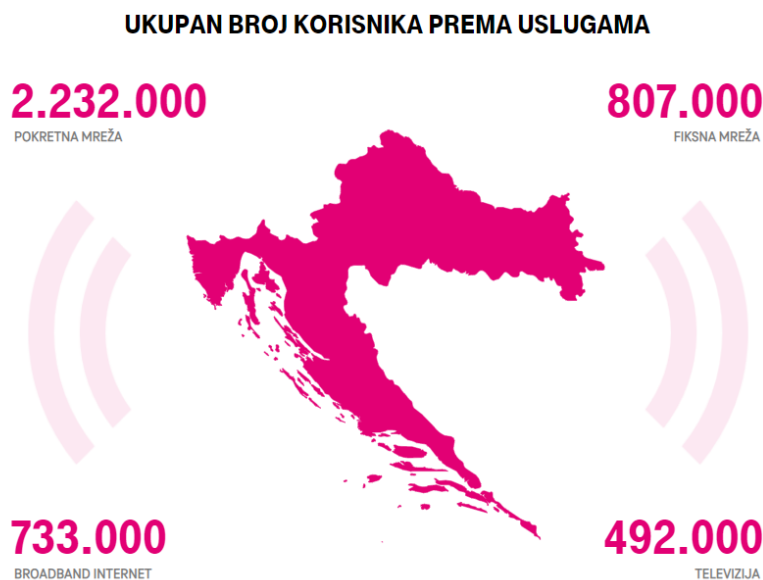 UKUPAN BROJ KORISNIKA PREMA USLUGAMA
2.232.000
POKRETNA MREŽA
807.000
FIKSNA MREŽA
733.000
BROADBAND INTERNET
492.000
TELEVIZIJA